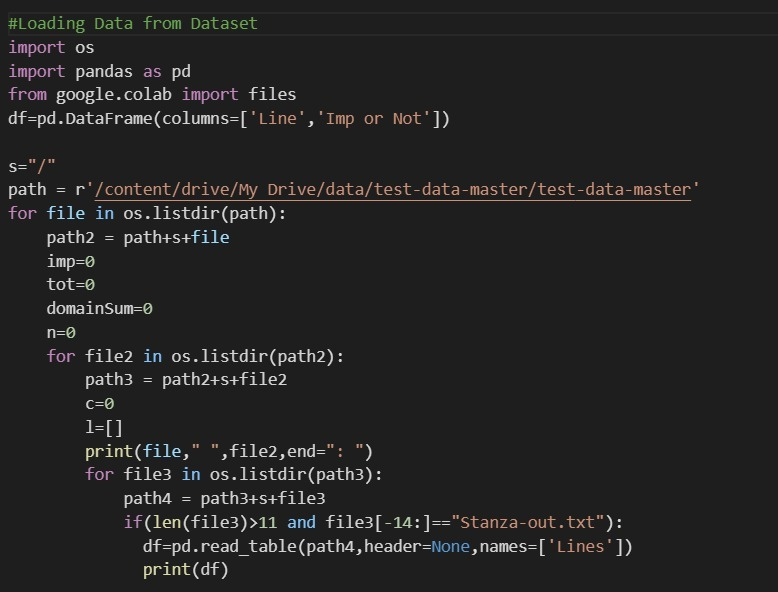 #Loading Data from Dataset
import os
import pandas as pd
from google.colab import files
df=pd.DataFrame(columns=['Line','Imp or Not'])

s="/"
path = r'/content/drive/My Drive/data/test-data-master/test-data-master'
for file in os.listdir(path):
    path2 = path+s+file
    imp=0
    tot=0
    domainSum=0
    n=0
    for file2 in os.listdir(path2):
        path3 = path2+s+file2
        c=0
        l=[]
        print(file," ",file2,end=": ")
        for file3 in os.listdir(path3):
            path4 = path3+s+file3
            if(len(file3)>11 and file3[-14:]=="Stanza-out.txt"):
              df=pd.read_table(path4,header=None,names=['Lines'])
              print(df)